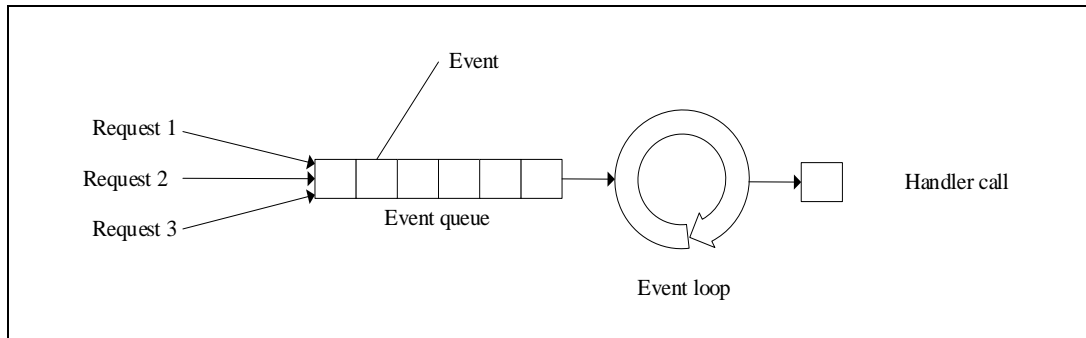 Event
Request 1
Request 2
Request 3
Event queue
Handler call
Event loop